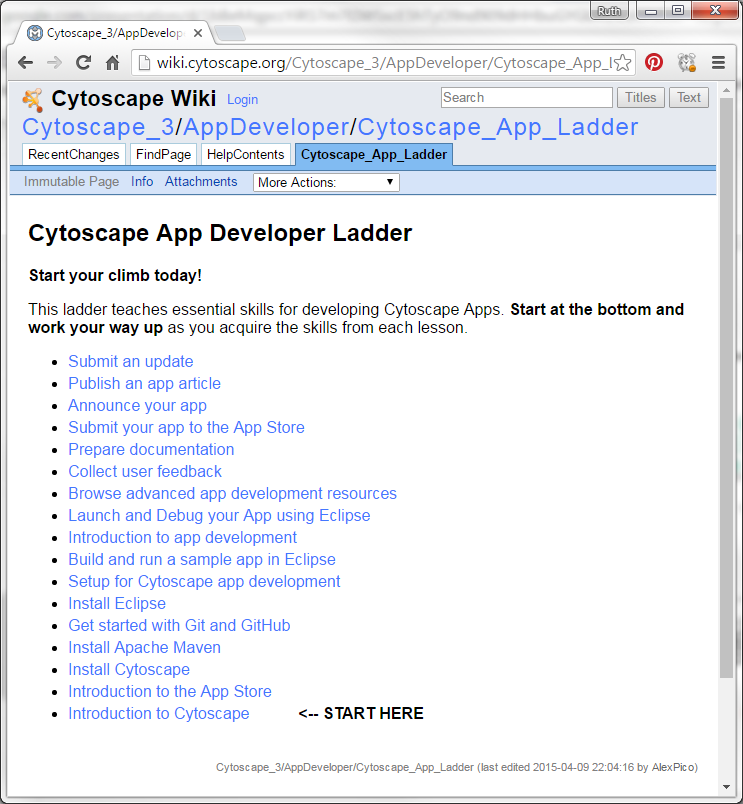 Ruth
Cytoscape_3/AppDevelop
wiki.cytoscape.org/Cytoscape_3/AppDeveloper/Cytoscape_App_
Cytoscape Wiki Login Search Titles Text
Cytoscape_3/AppDeveloper/Cytoscape_App_Ladder
RecentChanges FindPage HelpContents Cytoscape_App_Ladder
Immutable Page Info Attachments More Actions:
Cytoscape App Developer Ladder
Start your climb today!
This ladder teaches essential skills for developing Cytoscape Apps. Start at the bottom and
work your way up as you acquire the skills from each lesson.
• Submit an update
• Publish an app article
• Announce your app
• Submit your app to the App Store
• Prepare documentation
• Collect user feedback
• Browse advanced app development resources
• Launch and Debug your App using Eclipse
• Introduction to app development
• Build and run a sample app in Eclipse
• Setup for Cytoscape app development
• Install Eclipse
• Get started with Git and GitHub
• Install Apache Maven
• Install Cytoscape
• Introduction to the App Store
• Introduction to Cytoscape <-- START HERE
Cytoscape_3/AppDeveloper/Cytoscape_App_Ladder (last edited 2015-04-09 22:04:16 by AlexPico)